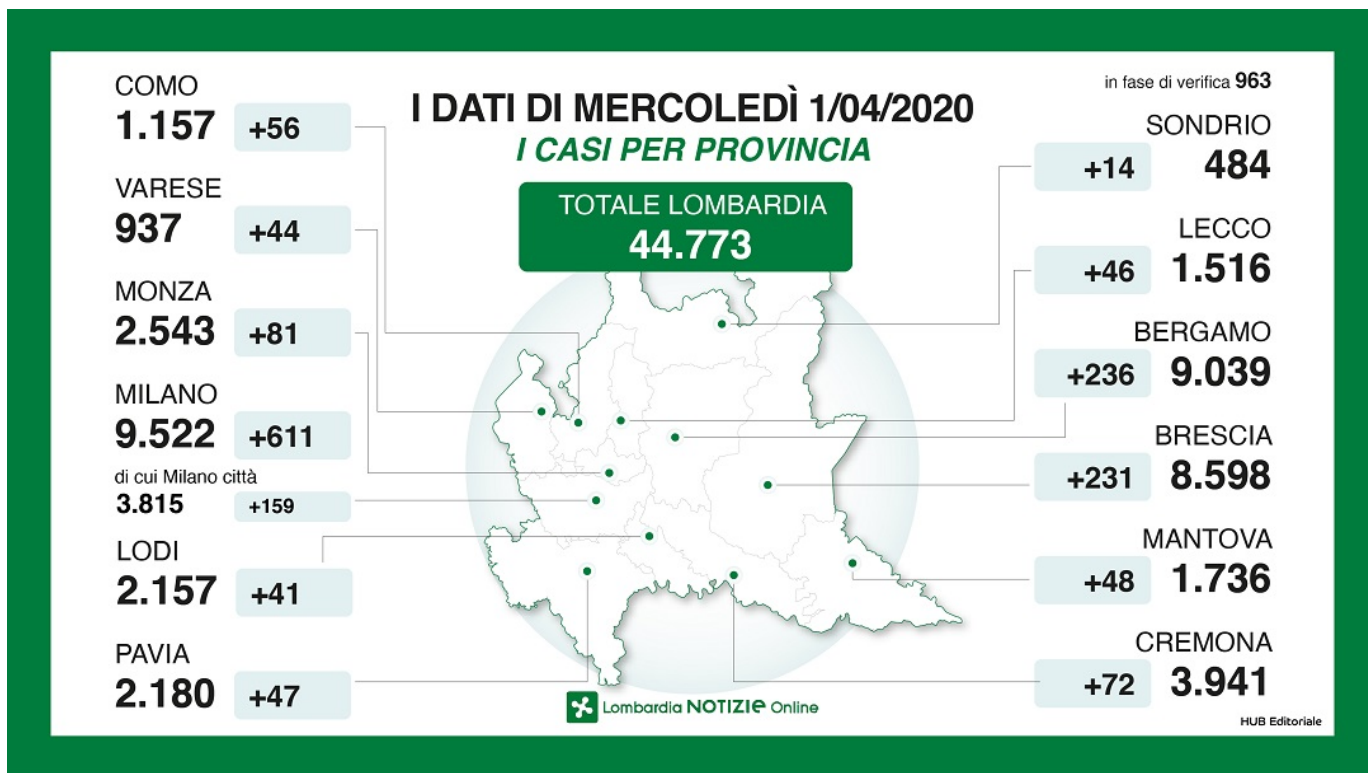 I DATI DI MERCOLEDÌ 1/04/2020
I CASI PER PROVINCIA
TOTALE LOMBARDIA
44.773
COMO
1.157 +56
VARESE
937 +44
MONZA
2.543 +81
MILANO
9.522 +611
di cui Milano città
3.815 +159
LODI
2.157 +41
PAVIA
2.180 +47
in fase di verifica 963
SONDRIO
+14 484
LECCO
+46 1.516
BERGAMO
+236 9.039
BRESCIA
+231 8.598
MANTOVA
+48 1.736
CREMONA
+72 3.941
Lombardia NOTIZIe Online
HUB Editoriale